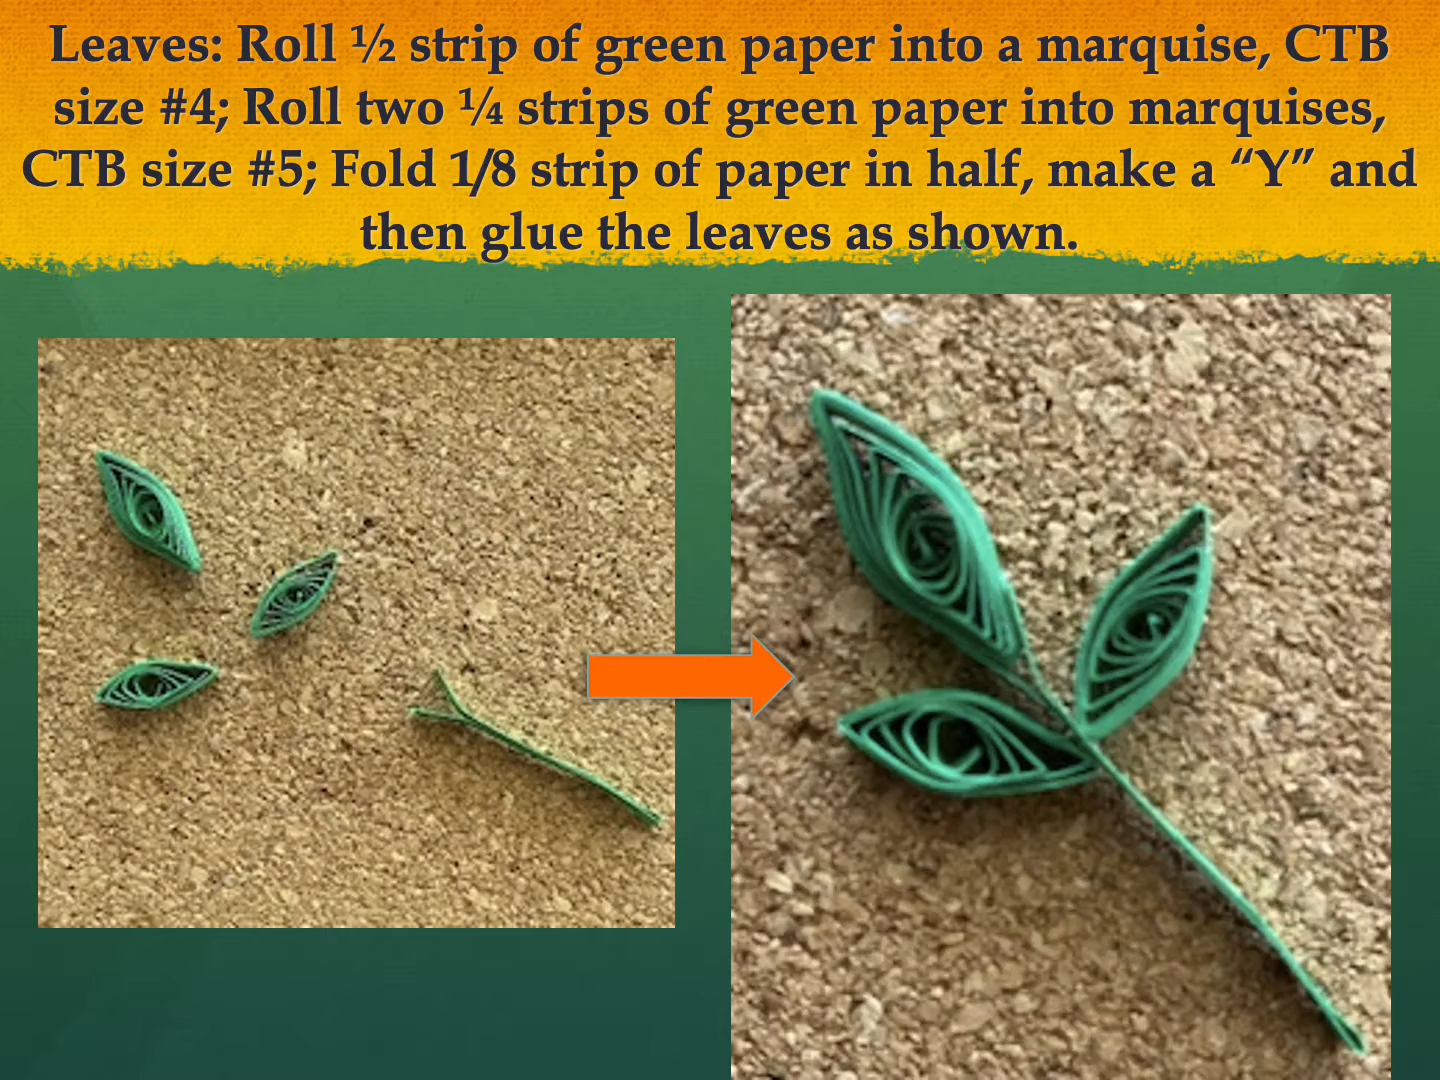 Leaves: Roll ½ strip of green paper into a marquise, CTB
size #4; Roll two ¼ strips of green paper into marquises,
CTB size #5; Fold 1/8 strip of paper in half, make a “Y” and
then glue the leaves as shown.